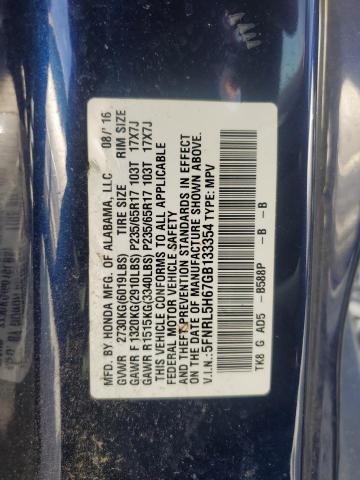 MFD. BY HONDA MFG. OF ALABAMA, LLC 08/'16
GVWR 2730KG(6019LBS) TIRE SIZE RIM SIZE
GAWR F 1320KG(2910LBS) P235/65R17 103T 17X7J
GAWR R 1515KG(3340LBS) P235/65R17 103T 17X7J
THIS VEHICLE CONFORMS TO ALL APPLICABLE
FEDERAL MOTOR VEHICLE SAFETY
AND THEFT PREVENTION STANDARDS IN EFFECT
ON THE DATE OF MANUFACTURE SHOWN ABOVE.
V.I.N.: 5FNRL5H67GB133354 TYPE: MPV
TK8 G AD5 -B588P -B -B